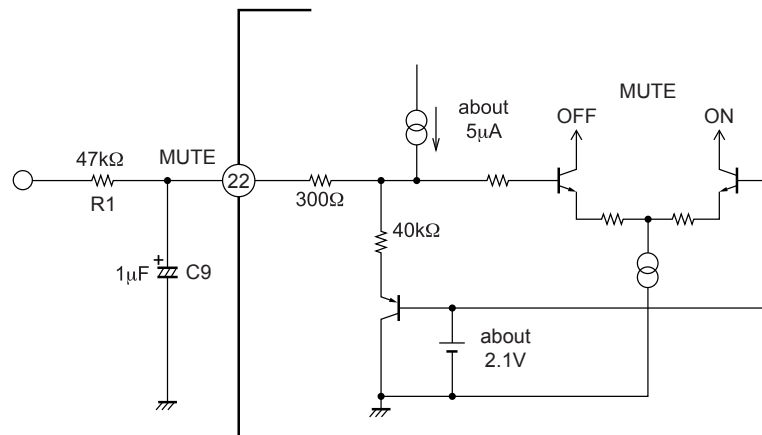 MUTE
OFF
ON
about
5μA
47kΩ
MUTE
22
R1
300Ω
40kΩ
+
1μF
C9
about
2.1V